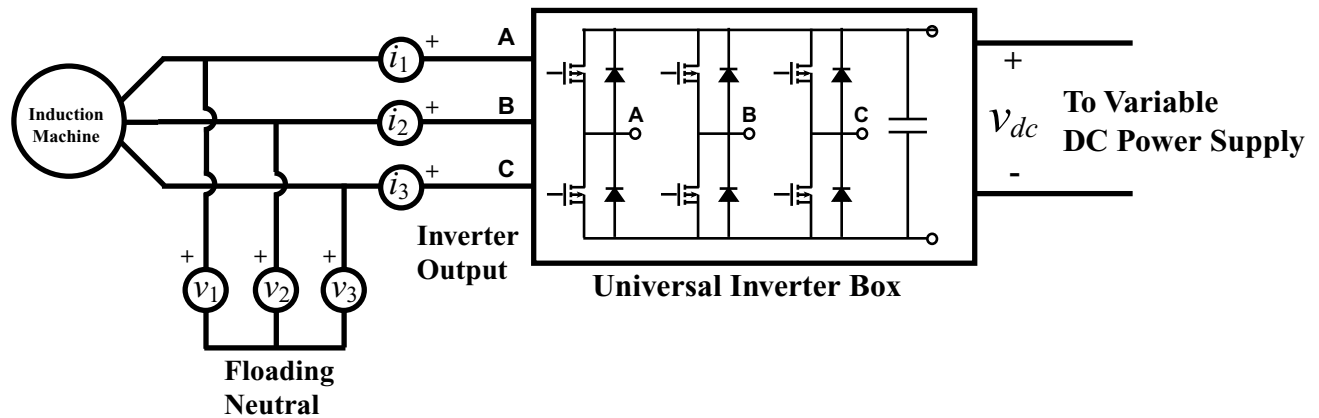 Induction
Machine
i1 +
i2 +
i3 +
A
B
C
Inverter
Output
+ v1
+ v2
+ v3
Floading
Neutral
A
B
C
Universal Inverter Box
+
vdc
-
To Variable
DC Power Supply